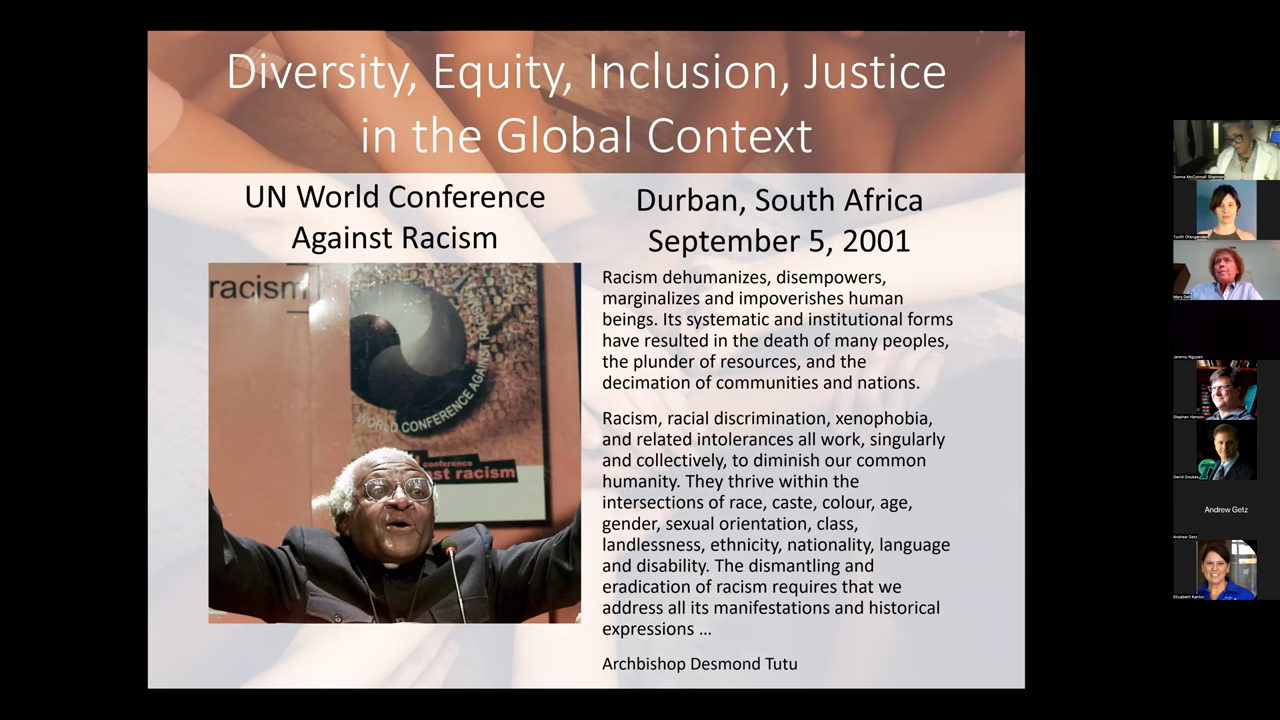 Diversity, Equity, Inclusion, Justice
in the Global Context
UN World Conference
Against Racism
racism
WORLD CONFERENCE AGAINST RACISM
conference
st racism
Durban, South Africa
September 5, 2001
Racism dehumanizes, disempowers,
marginalizes and impoverishes human
beings. Its systematic and institutional forms
have resulted in the death of many peoples,
the plunder of resources, and the
decimation of communities and nations.
Racism, racial discrimination, xenophobia,
and related intolerances all work, singularly
and collectively, to diminish our common
humanity. They thrive within the
intersections of race, caste, colour, age,
gender, sexual orientation, class,
landlessness, ethnicity, nationality, language
and disability. The dismantling and
eradication of racism requires that we
address all its manifestations and historical
expressions ...
Archbishop Desmond Tutu
Donna McConnell Shannon
Mary Dell
Jeremy Nguyen
Stephen Hanson
David Doukas
Andrew Getz
Andrew Getz
Elizabeth Kantor